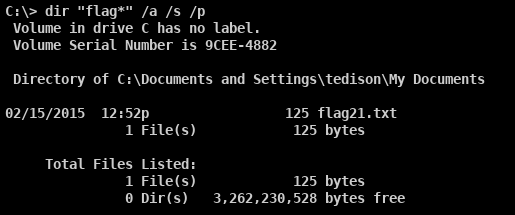 C:\> dir "flag*" /a /s /p
 Volume in drive C has no label.
 Volume Serial Number is 9CEE-4882

 Directory of C:\Documents and Settings\tedison\My Documents

02/15/2015  12:52p                 125 flag21.txt
               1 File(s)            125 bytes

     Total Files Listed:
               1 File(s)            125 bytes
               0 Dir(s)   3,262,230,528 bytes free